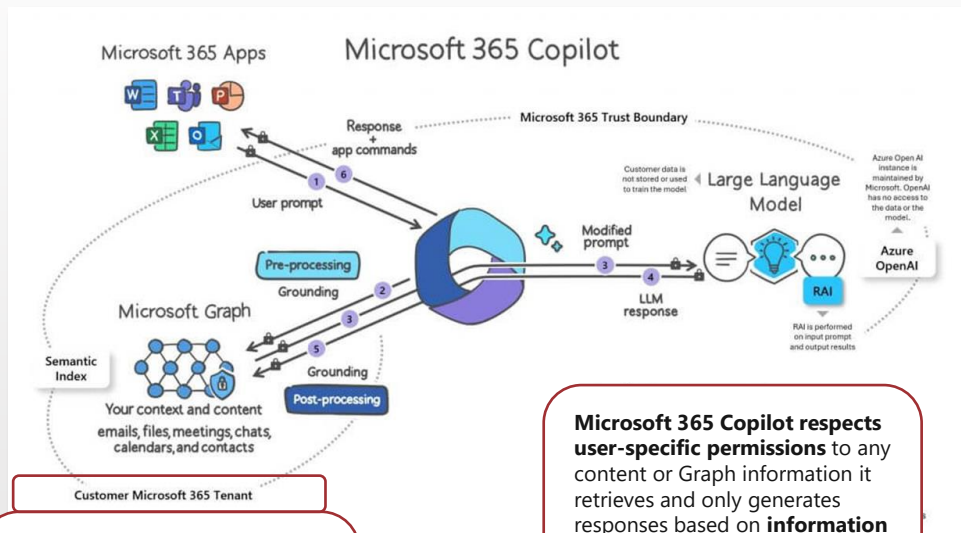 Microsoft 365 Copilot
Microsoft 365 Apps
W
T
P
X
O
Microsoft 365 Trust Boundary
Response
+
app commands
1
6
User prompt
Customer data is
not stored or used
to train the model
Large Language
Model
Azure Open AI
instance is
maintained by
Microsoft. OpenAI
has no access to
the data or the
model.
Azure
OpenAI
Modified
prompt
3
4
LLM
response
RAI
RAI is performed
on input prompt
and output results
Pre-processing
Grounding
2
3
5
Microsoft Graph
Semantic
Index
Grounding
Post-processing
Your context and content
emails, files, meetings, chats,
calendars, and contacts
Customer Microsoft 365 Tenant
Microsoft 365 Copilot respects
user-specific permissions to any
content or Graph information it
retrieves and only generates
responses based on information